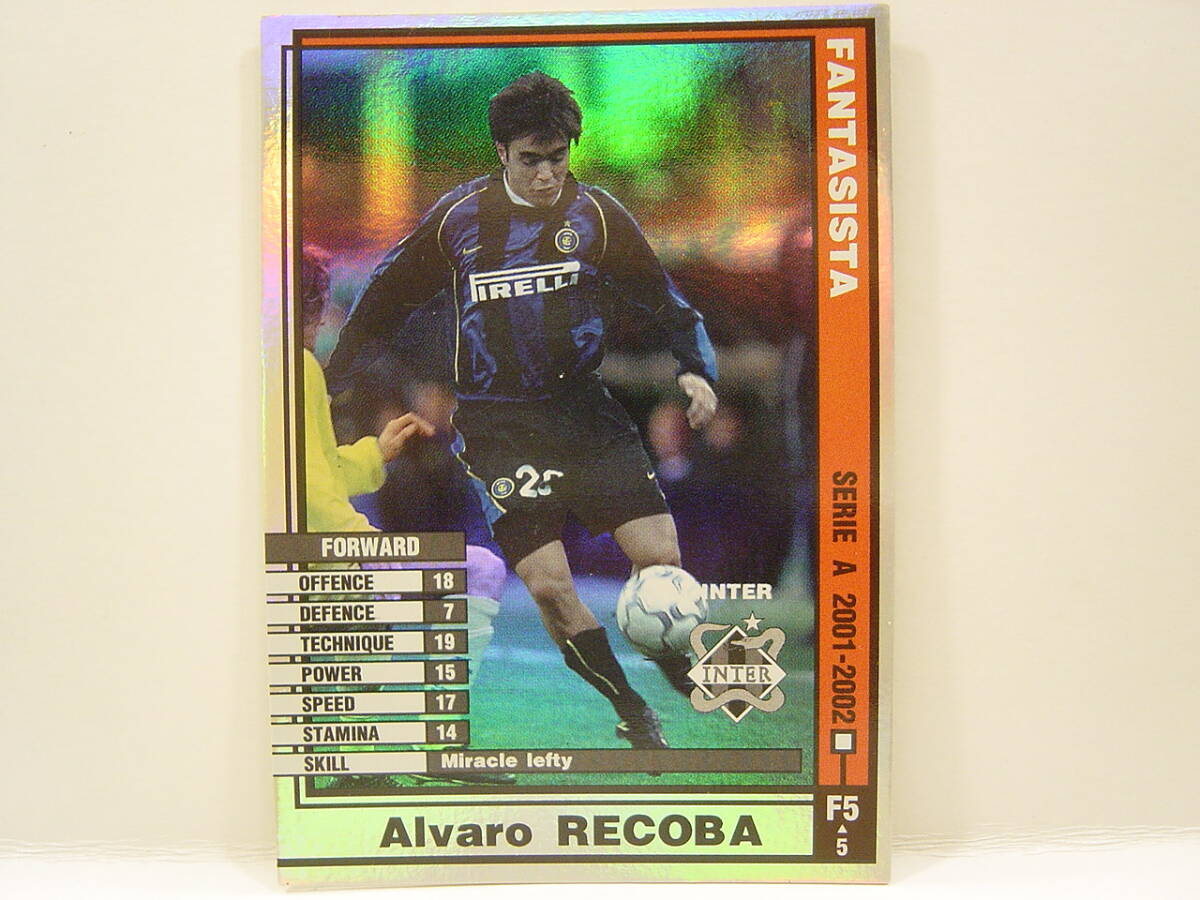 FANTASISTA
SERIE A 2001-2002
PIRELLI
FORWARD
OFFENCE 18
DEFENCE 7
TECHNIQUE 19
POWER 15
SPEED 17
STAMINA 14
SKILL Miracle lefty
INTER
INTER
Alvaro RECOBA
F5
5